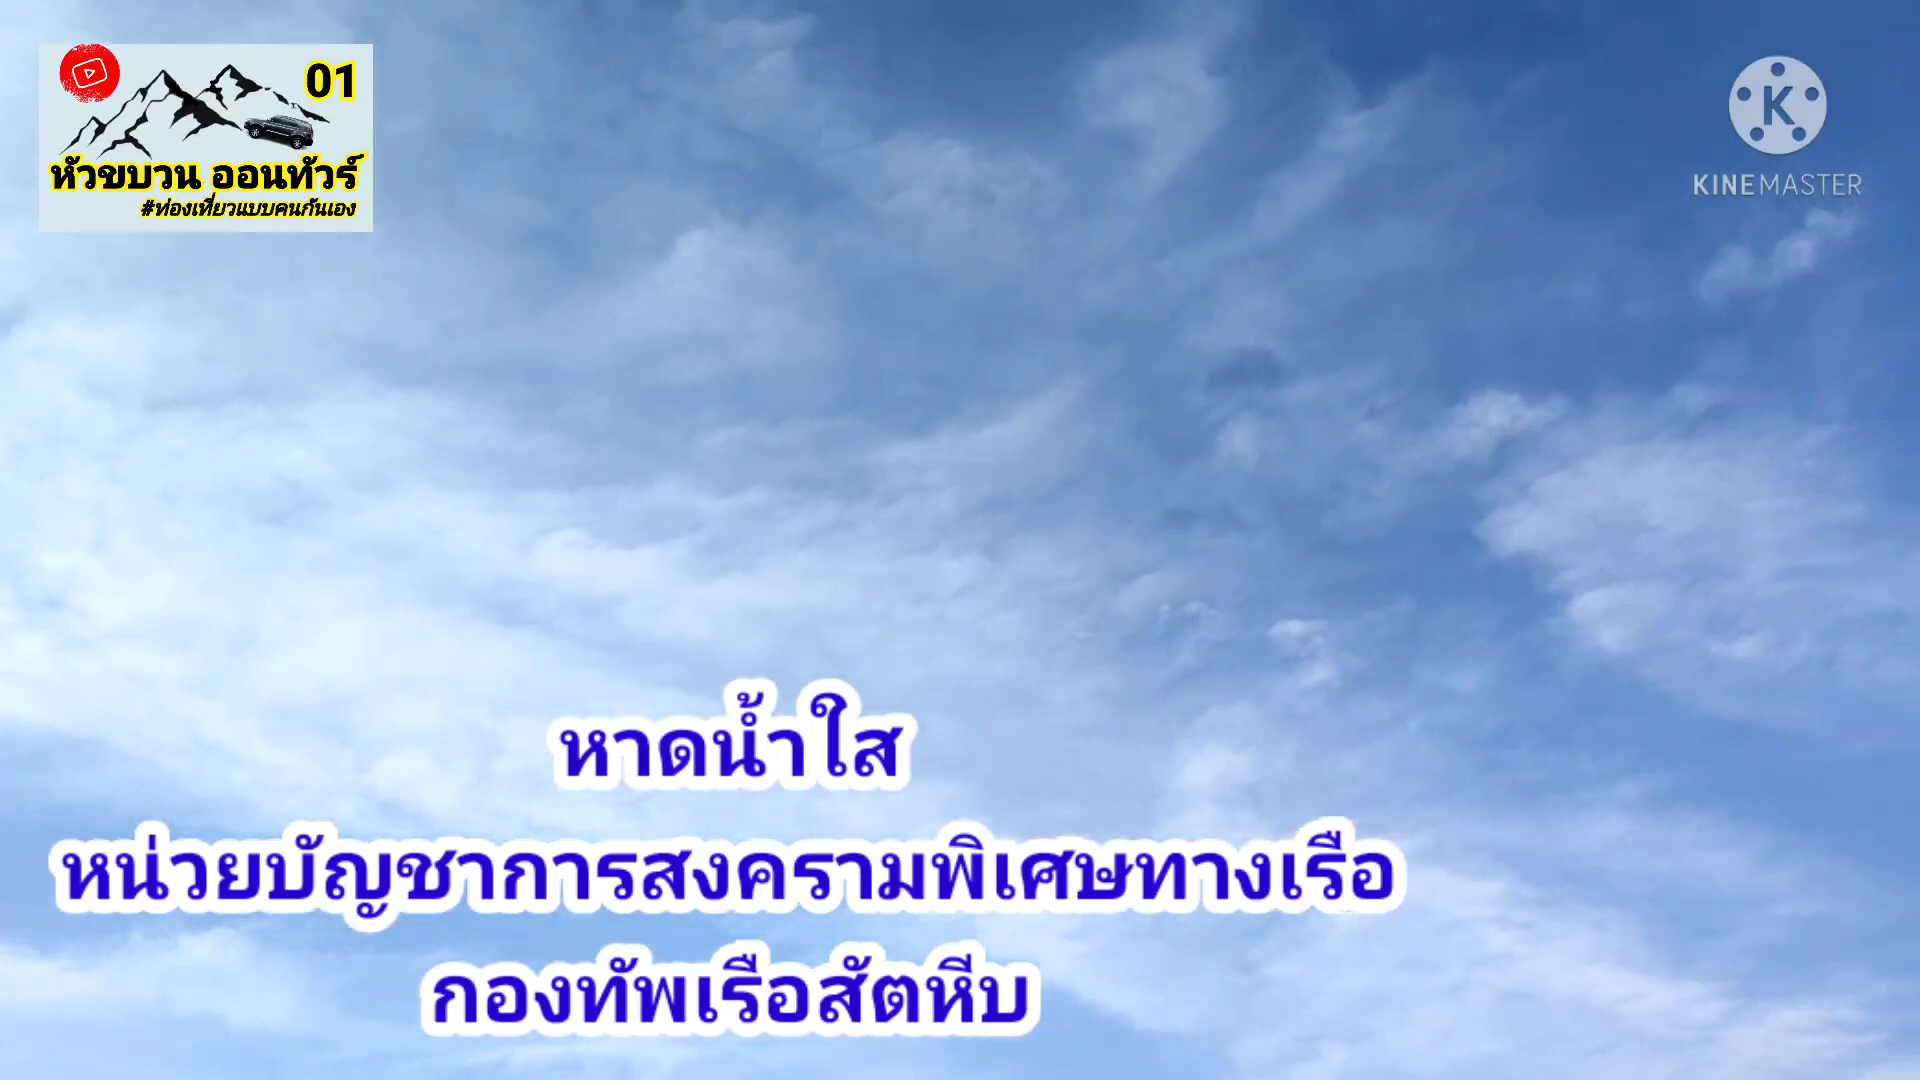 01
หัวขบวน ออนทัวร์
#ท่องเที่ยวแบบคนกันเอง
K
KINEMASTER
หาดน้ำใส
หน่วยบัญชาการสงครามพิเศษทางเรือ
กองทัพเรือสัตหีบ